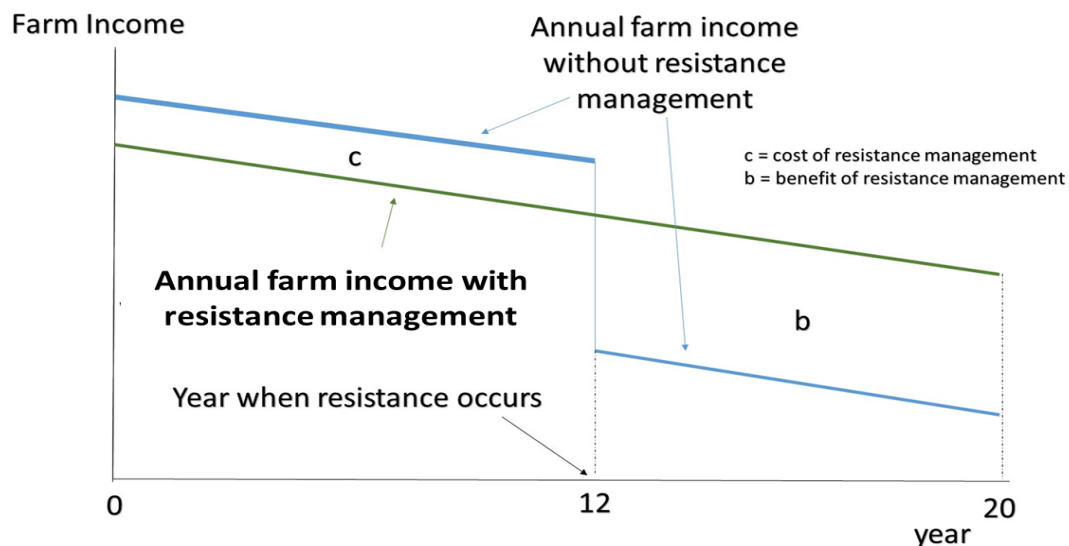 Farm Income
Annual farm income
without resistance
management
c = cost of resistance management
b = benefit of resistance management
c
Annual farm income with
resistance management
b
Year when resistance occurs
0
12
20
year